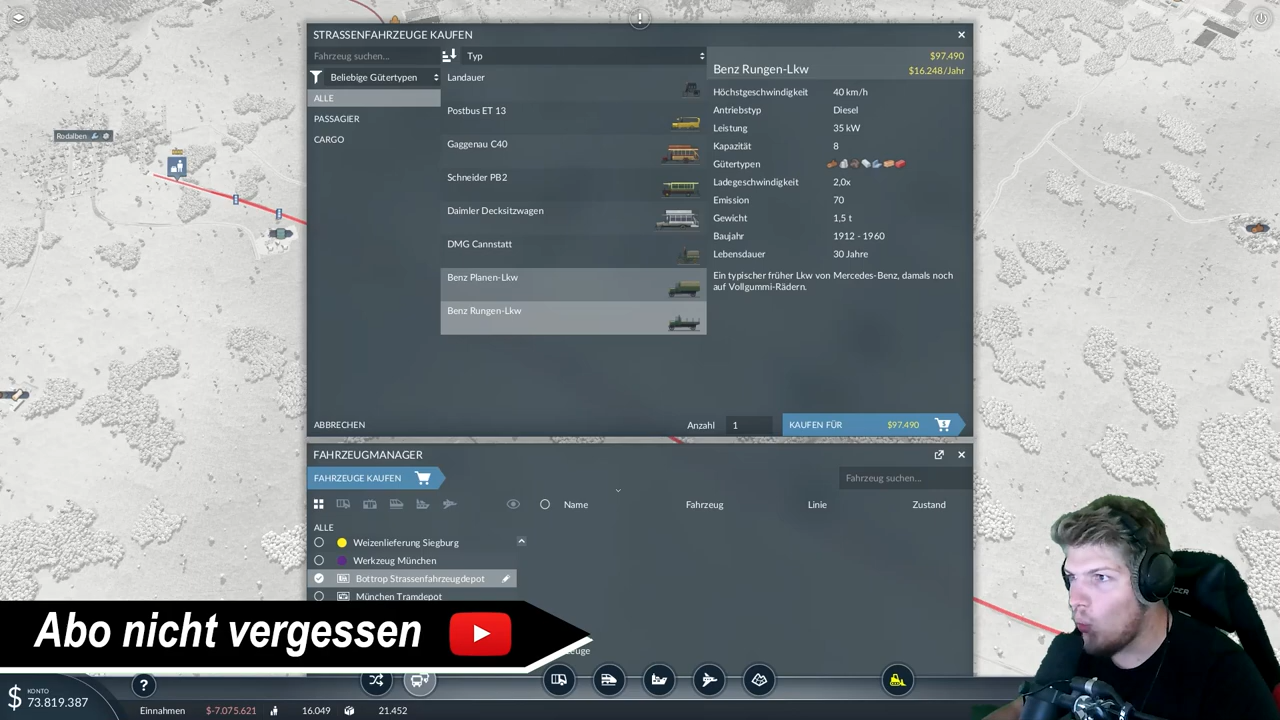 STRASSENFAHRZEUGE KAUFEN
Fahrzeug suchen...
Typ
Beliebige Gütertypen
ALLE
PASSAGIER
CARGO
Landauer
Postbus ET 13
Gaggenau C40
Schneider PB2
Daimler Decksitzwagen
DMG Cannstatt
Benz Planen-Lkw
Benz Rungen-Lkw
$97.490
Benz Rungen-Lkw
$16.248/Jahr
Höchstgeschwindigkeit 40 km/h
Antriebstyp Diesel
Leistung 35 kW
Kapazität 8
Gütertypen
Ladegeschwindigkeit 2,0x
Emission 70
Gewicht 1,5 t
Baujahr 1912 - 1960
Lebensdauer 30 Jahre
Ein typischer früher Lkw von Mercedes-Benz, damals noch
auf Vollgummi-Rädern.
ABBRECHEN
Anzahl 1
KAUFEN FÜR $97.490
Rodalben
FAHRZEUGMANAGER
FAHRZEUGE KAUFEN
Fahrzeug suchen...
Name Fahrzeug Linie Zustand
ALLE
Weizenlieferung Siegburg
Werkzeug München
Bottrop Strassenfahrzeugdepot
München Tramdepot
Abo nicht vergessen
$ KONTO
73.819.387
?
Einnahmen $-7.075.621 16.049 21.452